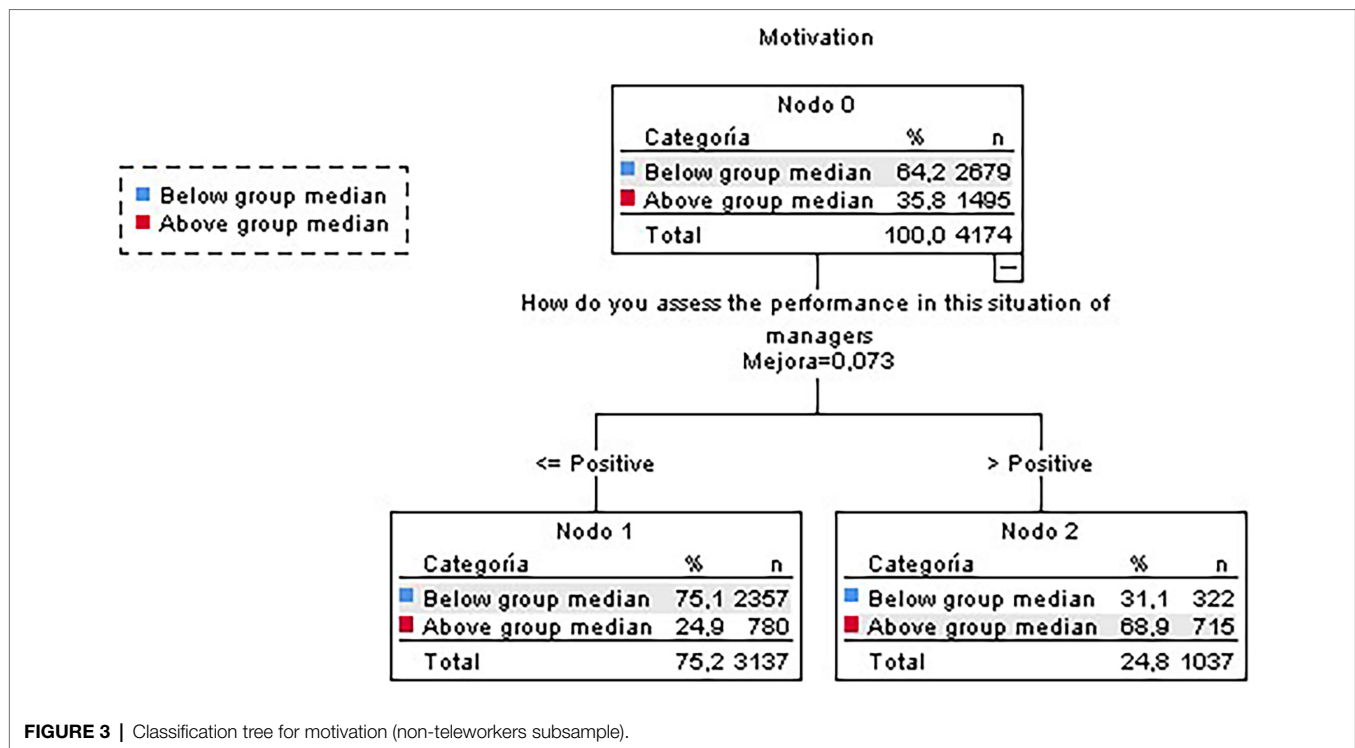 Motivation
Nodo 0
Categoría % n
Below group median 64,2 2679
Above group median 35,8 1495
Total 100,0 4174
Below group median
Above group median
How do you assess the performance in this situation of
managers
Mejora=0,073
<= Positive
> Positive
Nodo 1
Categoría % n
Below group median 75,1 2357
Above group median 24,9 780
Total 75,2 3137
Nodo 2
Categoría % n
Below group median 31,1 322
Above group median 68,9 715
Total 24,8 1037
FIGURE 3 | Classification tree for motivation (non-teleworkers subsample).